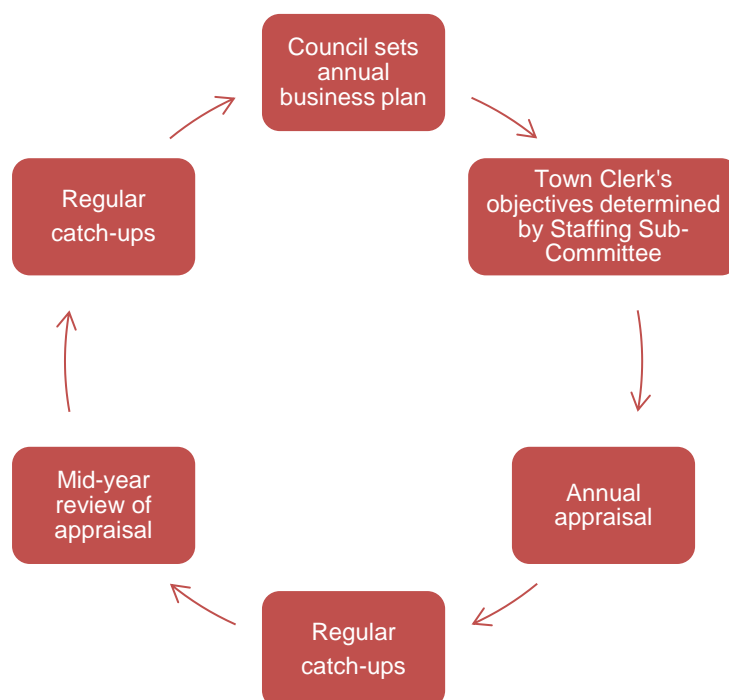 Council sets
annual
business plan
Town Clerk's
objectives determined
by Staffing Sub-
Committee
Annual
appraisal
Regular
catch-ups
Mid-year
review of
appraisal
Regular
catch-ups